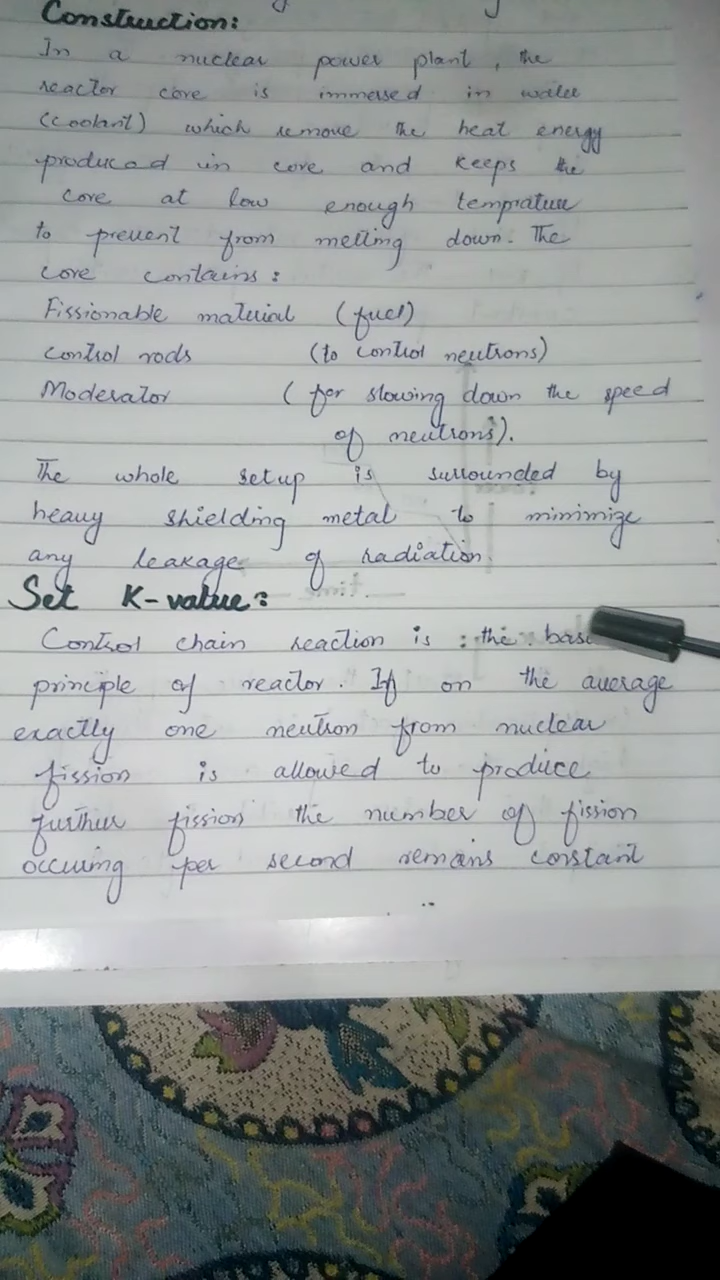 Construction:
In a nuclear power plant, the
reactor core is immersed in water
(coolant) which remove the heat energy
produced in core and keeps the
core at low enough temprature
to prevent from melting down. The
core contains:
Fissionable material (fuel)
control rods (to control neutrons)
Moderator (for slowing down the speed
of neutrons).
The whole setup is surrounded by
heavy shielding metal to minimize
any leakage of radiation.
Set K-value:
Control chain reaction is : the
principle of reactor. If on the average
exactly one neutron from nuclear
fission is allowed to produce
further fission the number of fission
occuring per second remains constant